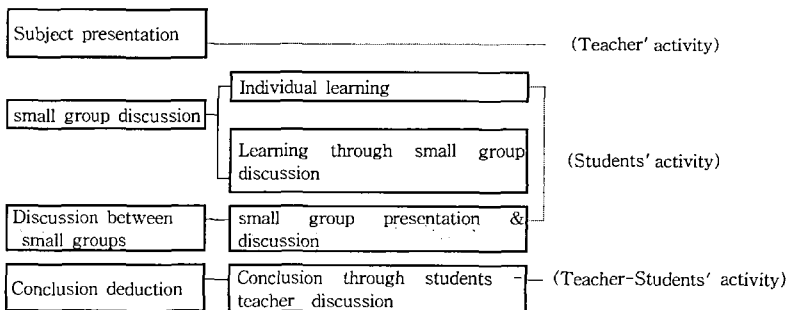 Subject presentation
(Teacher' activity)
Individual learning
small group discussion
Learning through small group
discussion
(Students' activity)
Discussion between
small groups
small group presentation &
discussion
Conclusion deduction
Conclusion through students -
teacher discussion
(Teacher-Students' activity)